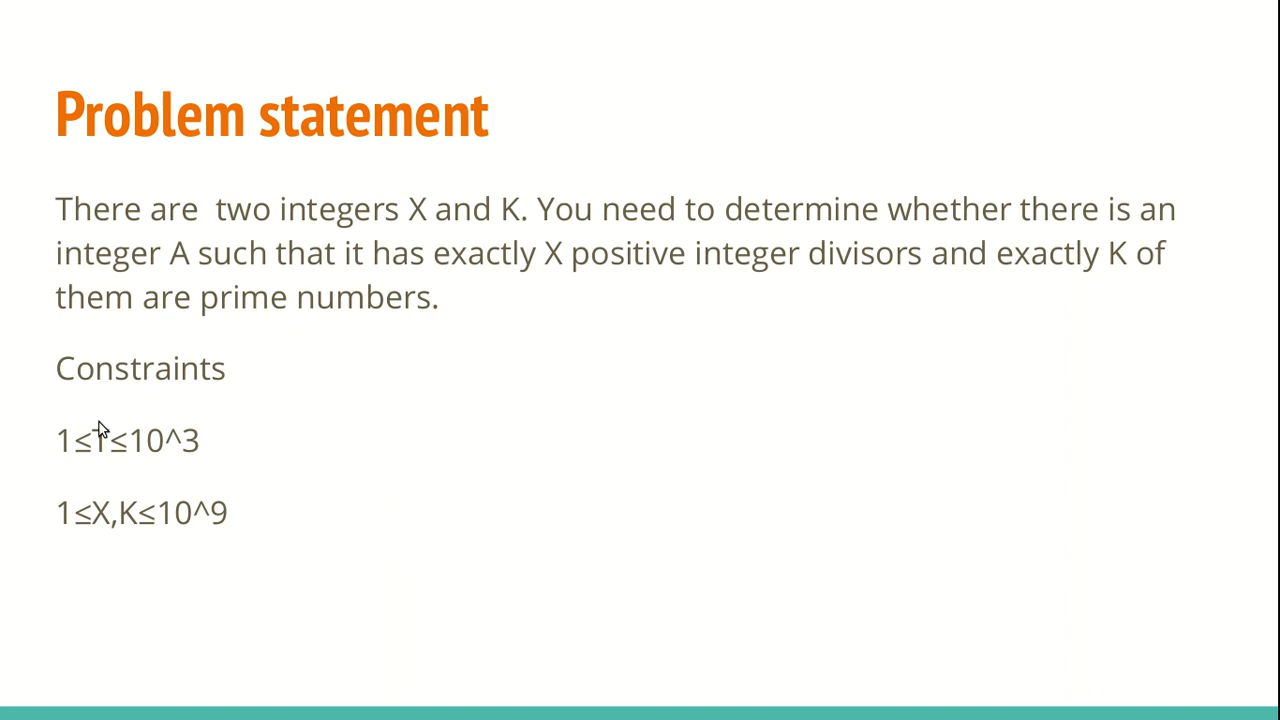 Problem statement
There are  two integers X and K. You need to determine whether there is an
integer A such that it has exactly X positive integer divisors and exactly K of
them are prime numbers.
Constraints
1≤T≤10^3
1≤X,K≤10^9